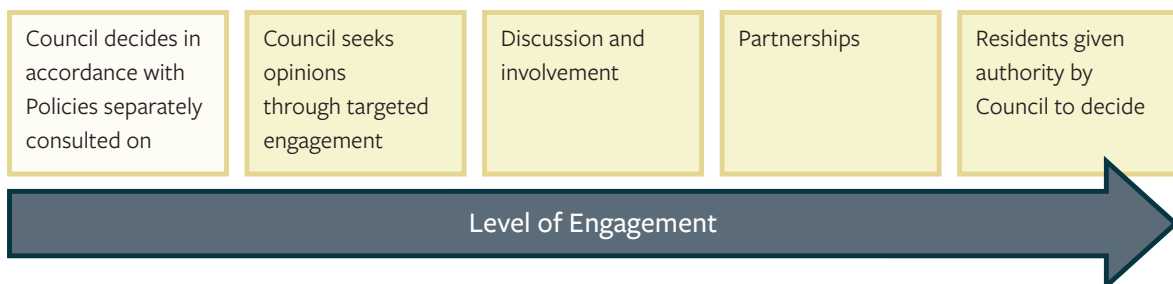 Council decides in
accordance with
Policies separately
consulted on
Council seeks
opinions
through targeted
engagement
Discussion and
involvement
Partnerships
Residents given
authority by
Council to decide
Level of Engagement